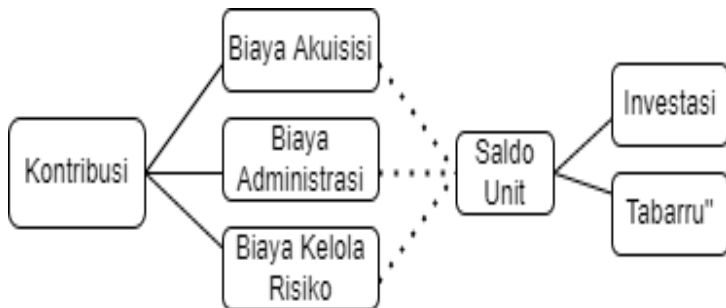 Biaya Akuisisi
Kontribusi
Biaya
Administrasi
Biaya Kelola
Risiko
Saldo
Unit
Investasi
Tabarru"